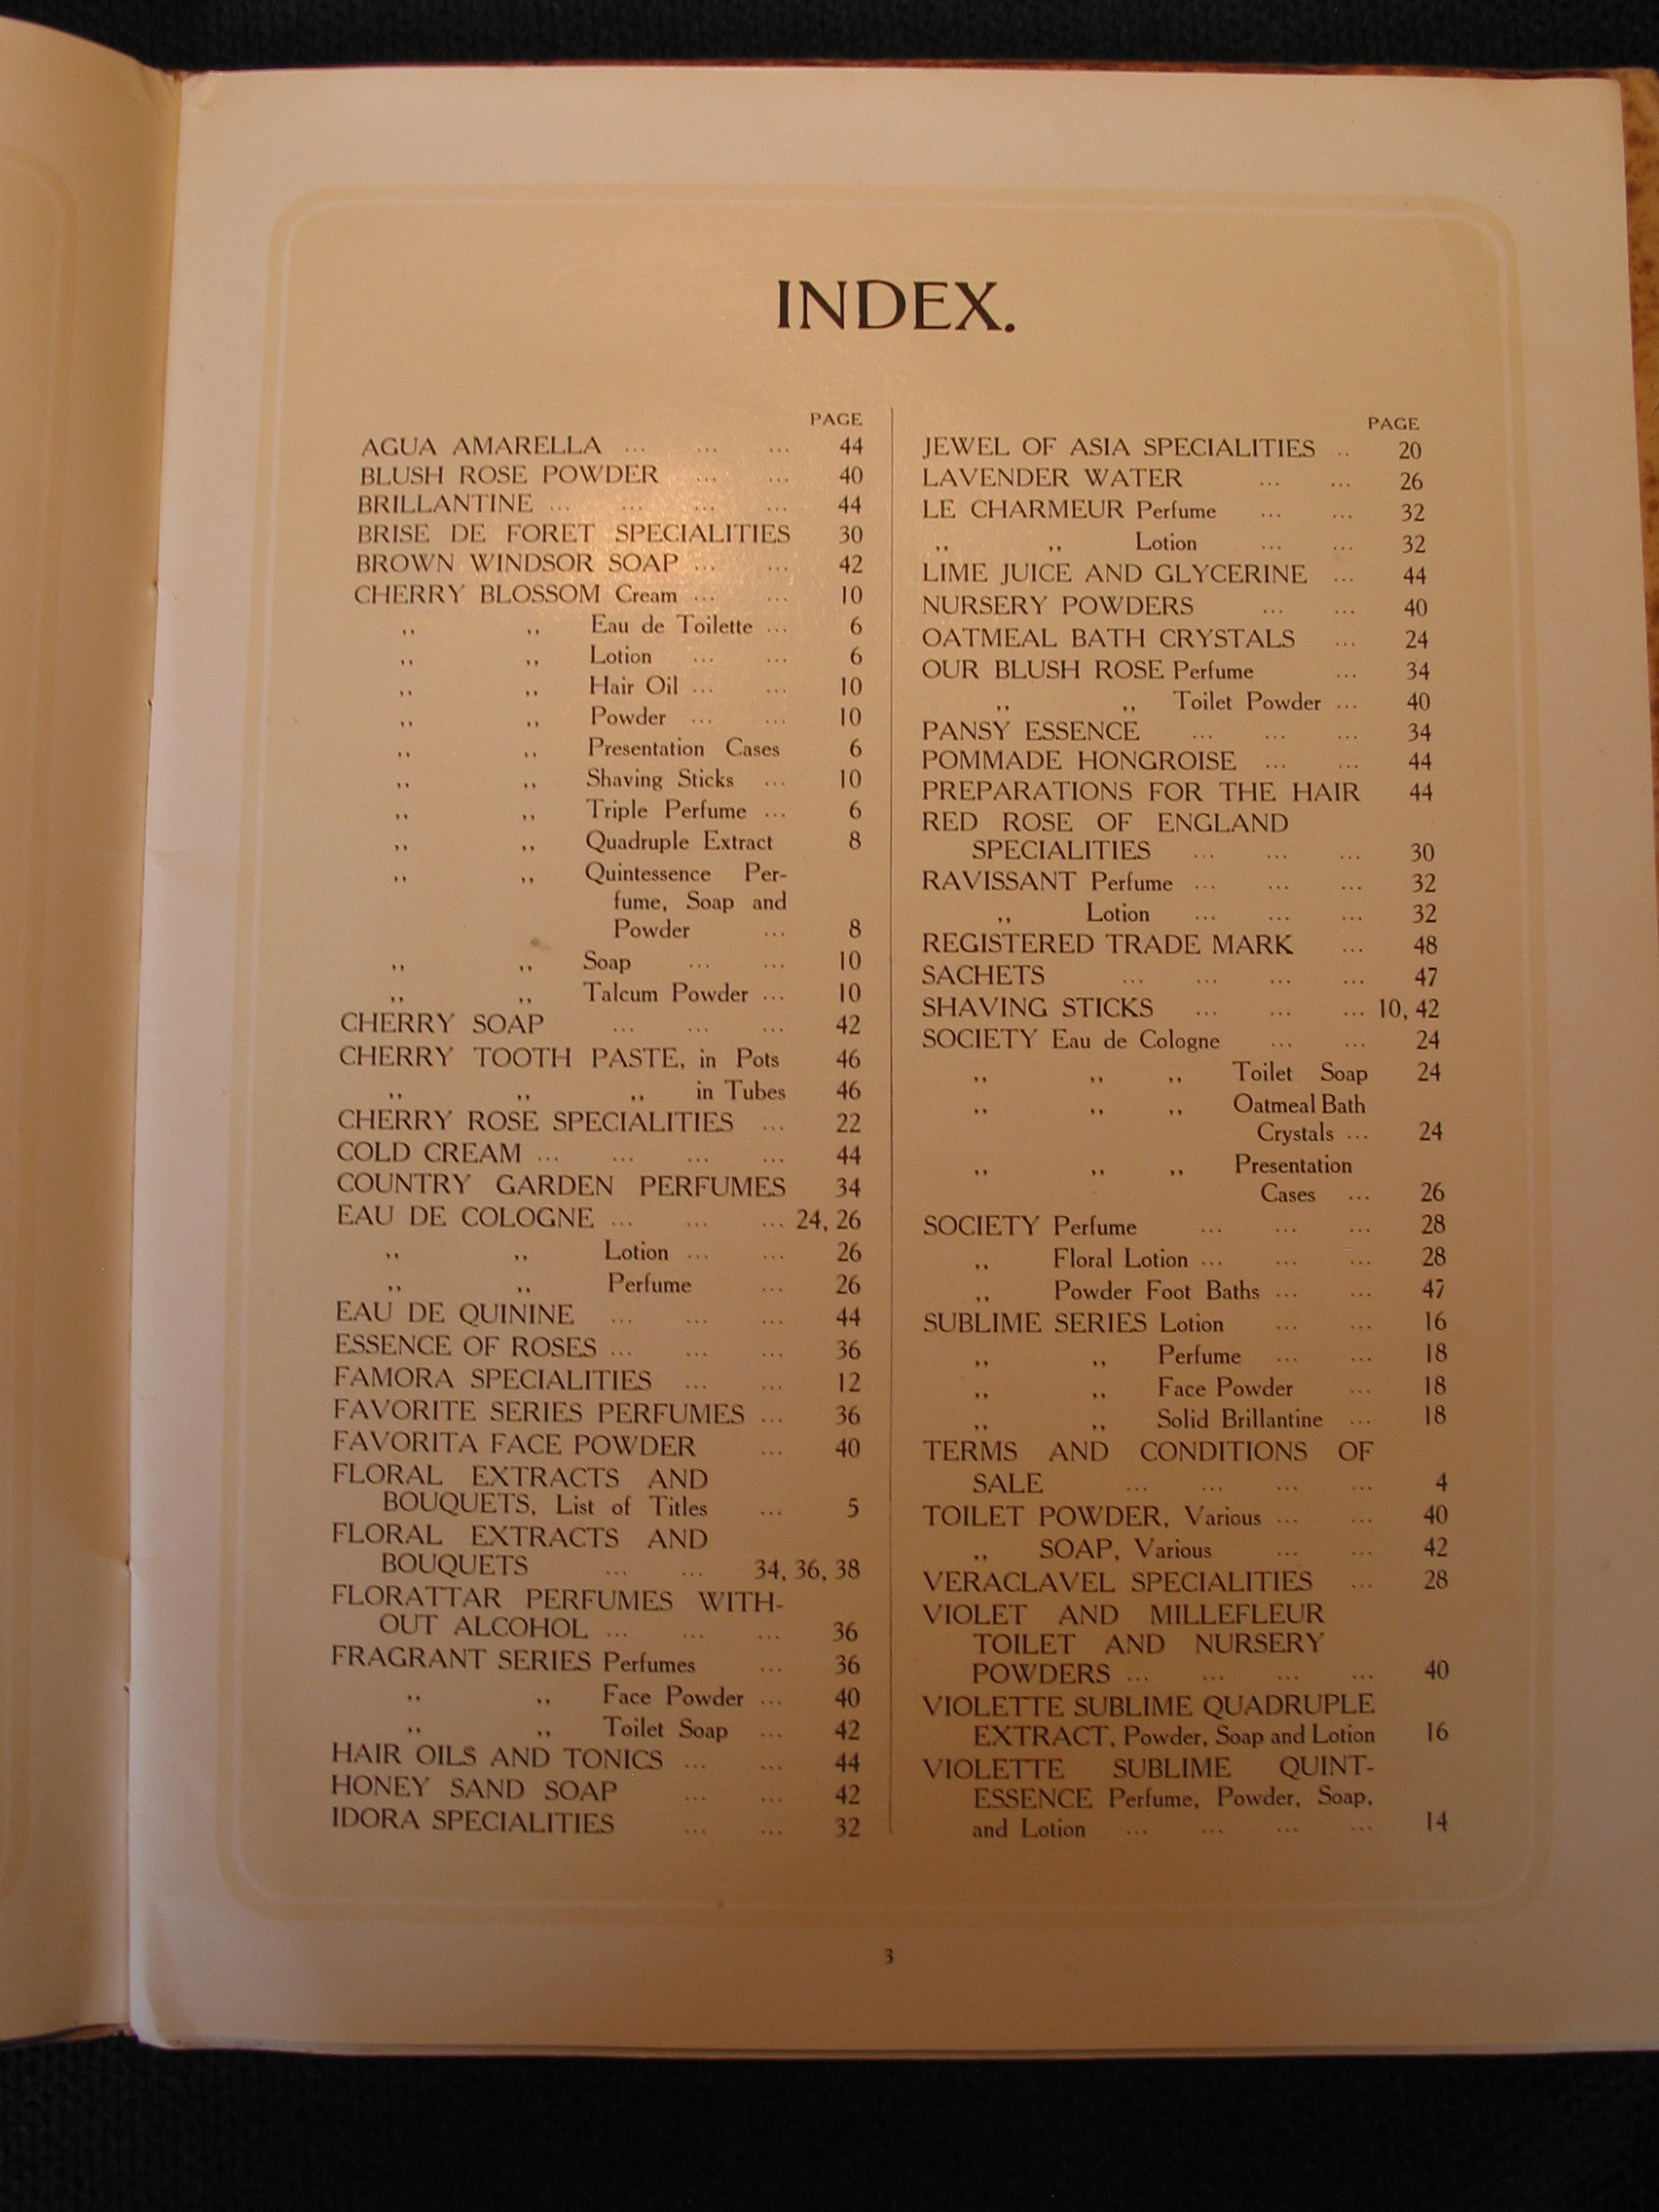 INDEX.
PAGE
AGUA AMARELLA ... ... ... 44
BLUSH ROSE POWDER ... ... 40
BRILLANTINE ... ... ... ... 44
BRISE DE FORET SPECIALITIES 30
BROWN WINDSOR SOAP ... ... 42
CHERRY BLOSSOM Cream ... ... 10
,, ,, Eau de Toilette ... 6
,, ,, Lotion ... ... 6
,, ,, Hair Oil ... ... 10
,, ,, Powder ... ... 10
,, ,, Presentation Cases 6
,, ,, Shaving Sticks ... 10
,, ,, Triple Perfume ... 6
,, ,, Quadruple Extract 8
,, ,, Quintessence Per-
fume, Soap and
Powder ... 8
,, ,, Soap ... ... 10
,, ,, Talcum Powder ... 10
CHERRY SOAP ... ... ... 42
CHERRY TOOTH PASTE, in Pots 46
,, ,, ,, in Tubes 46
CHERRY ROSE SPECIALITIES ... 22
COLD CREAM ... ... ... ... 44
COUNTRY GARDEN PERFUMES 34
EAU DE COLOGNE ... ... ... 24, 26
,, ,, Lotion ... ... 26
,, ,, Perfume ... 26
EAU DE QUININE ... ... ... 44
ESSENCE OF ROSES ... ... ... 36
FAMORA SPECIALITIES ... ... 12
FAVORITE SERIES PERFUMES ... 36
FAVORITA FACE POWDER ... 40
FLORAL EXTRACTS AND
BOUQUETS, List of Titles ... 5
FLORAL EXTRACTS AND
BOUQUETS ... ... 34, 36, 38
FLORATTAR PERFUMES WITH-
OUT ALCOHOL ... ... ... 36
FRAGRANT SERIES Perfumes ... 36
,, ,, Face Powder ... 40
,, ,, Toilet Soap ... 42
HAIR OILS AND TONICS ... ... 44
HONEY SAND SOAP ... ... 42
IDORA SPECIALITIES ... ... 32
PAGE
JEWEL OF ASIA SPECIALITIES .. 20
LAVENDER WATER ... ... 26
LE CHARMEUR Perfume ... ... 32
,, ,, Lotion ... ... 32
LIME JUICE AND GLYCERINE ... 44
NURSERY POWDERS ... ... 40
OATMEAL BATH CRYSTALS ... 24
OUR BLUSH ROSE Perfume ... 34
,, ,, Toilet Powder ... 40
PANSY ESSENCE ... ... ... 34
POMMADE HONGROISE ... ... 44
PREPARATIONS FOR THE HAIR 44
RED ROSE OF ENGLAND
SPECIALITIES ... ... ... 30
RAVISSANT Perfume ... ... ... 32
,, Lotion ... ... ... 32
REGISTERED TRADE MARK ... 48
SACHETS ... ... ... ... 47
SHAVING STICKS ... ... ... 10, 42
SOCIETY Eau de Cologne ... ... 24
,, ,, ,, Toilet Soap 24
,, ,, ,, Oatmeal Bath
Crystals ... 24
,, ,, ,, Presentation
Cases ... 26
SOCIETY Perfume ... ... ... 28
,, Floral Lotion ... ... ... 28
,, Powder Foot Baths ... ... 47
SUBLIME SERIES Lotion ... ... 16
,, ,, Perfume ... ... 18
,, ,, Face Powder ... 18
,, ,, Solid Brillantine ... 18
TERMS AND CONDITIONS OF
SALE ... ... ... ... 4
TOILET POWDER, Various ... ... 40
,, SOAP, Various ... ... 42
VERACLAVEL SPECIALITIES ... 28
VIOLET AND MILLEFLEUR
TOILET AND NURSERY
POWDERS ... ... ... ... 40
VIOLETTE SUBLIME QUADRUPLE
EXTRACT, Powder, Soap and Lotion 16
VIOLETTE SUBLIME QUINT-
ESSENCE Perfume, Powder, Soap,
and Lotion ... ... ... ... 14
3